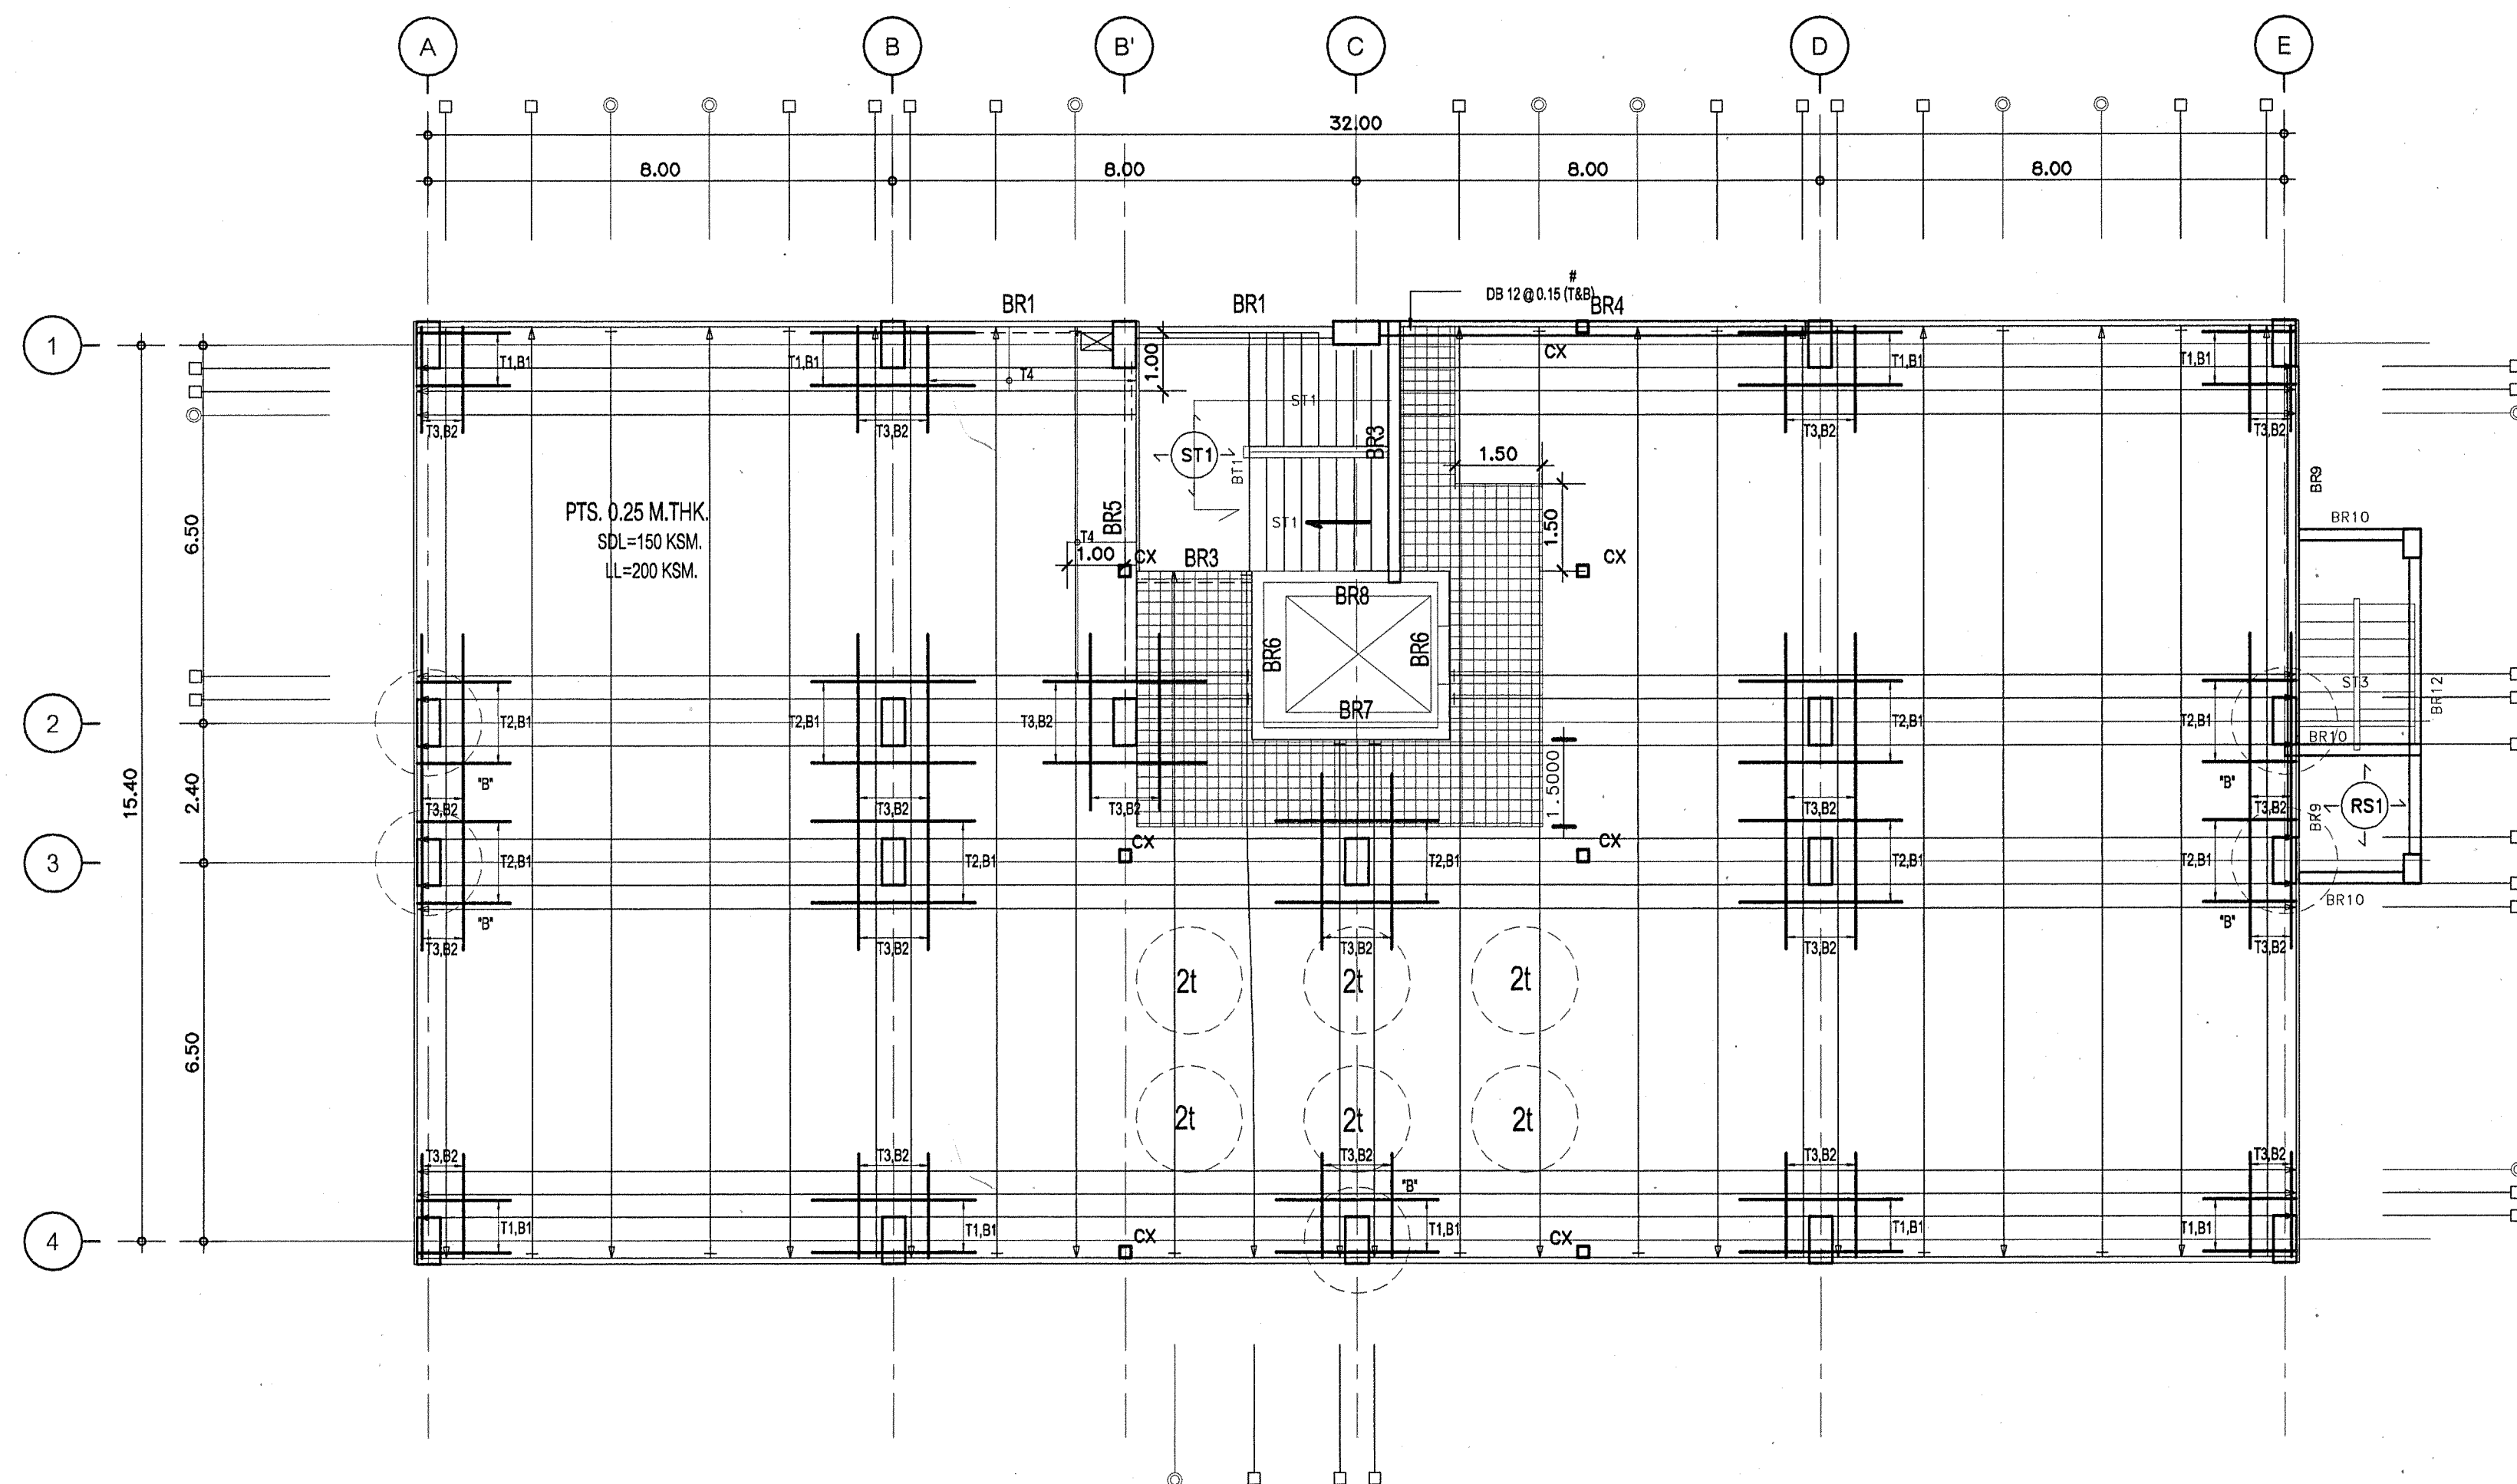 A B B' C D E
32.00
8.00 8.00 8.00 8.00
#
DB 12 @ 0.15 (T&B)
BR1 BR1 BR4
1
T1,B1 T1,B1 1.00 CX T1,B1 T1,B1
T4
ST1
T3,B2 T3,B2 BR3 T3,B2 T3,B2
ST1 BT1 1.50 BR9
PTS. 0.25 M.THK.
SDL=150 KSM.
LL=200 KSM.
6.50 BR5 ST1 1.50 BR10
T4
1.00 CX BR3 CX
BR8
BR6 BR6
ST3 BR12
2 T2,B1 T2,B1 T3,B2 BR7 T2,B1 T2,B1
BR10
"B" "B"
15.40 2.40 T3,B2 T3,B2 T3,B2 1.5000 T3,B2 T3,B2 BR9 RS1
CX CX
3 T2,B1 T2,B1 T2,B1 T2,B1 T2,B1
BR10
"B" "B"
T3,B2 T3,B2 T3,B2 T3,B2 T3,B2
2t 2t 2t
6.50
2t 2t 2t
T3,B2 T3,B2 T3,B2 T3,B2 T3,B2
"B"
4 T1,B1 T1,B1 CX T1,B1 CX T1,B1 T1,B1